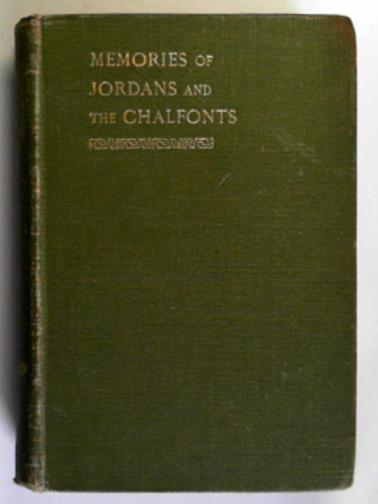 MEMORIES OF
JORDANS AND
THE CHALFONTS